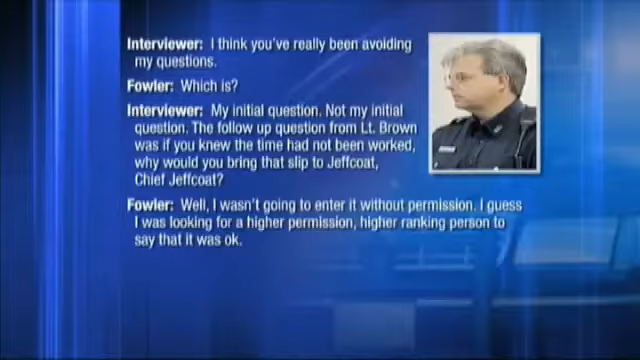 Interviewer: I think you've really been avoiding
my questions.
Fowler: Which is?
Interviewer: My initial question. Not my initial
question. The follow up question from Lt. Brown
was if you knew the time had not been worked,
why would you bring that slip to Jeffcoat,
Chief Jeffcoat?
Fowler: Well, I wasn't going to enter it without permission. I guess
I was looking for a higher permission, higher ranking person to
say that it was ok.